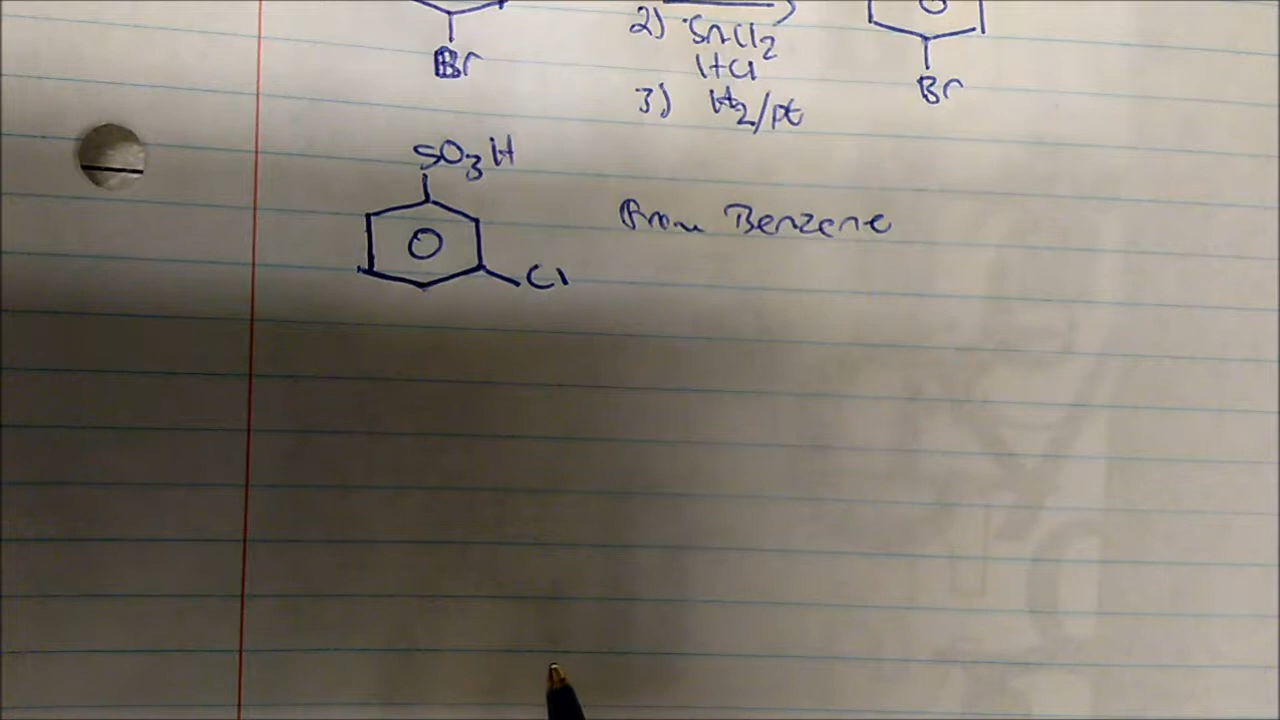 2) SnCl2
Br
HCl
Br
3) H2/pt
SO3H
From Benzene
Cl